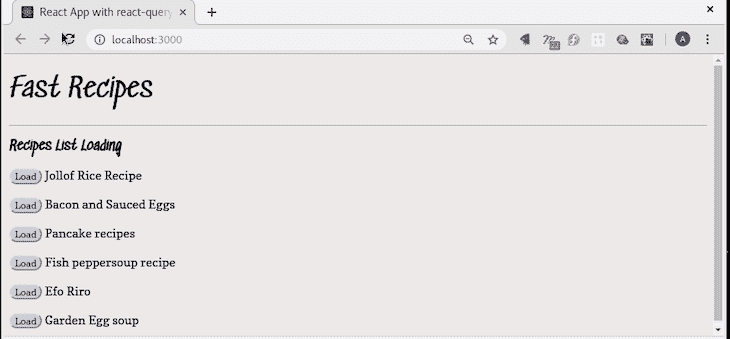 React App with react-query
localhost:3000
22
A
Fast Recipes
Recipes List Loading
Load Jollof Rice Recipe
Load Bacon and Sauced Eggs
Load Pancake recipes
Load Fish peppersoup recipe
Load Efo Riro
Load Garden Egg soup